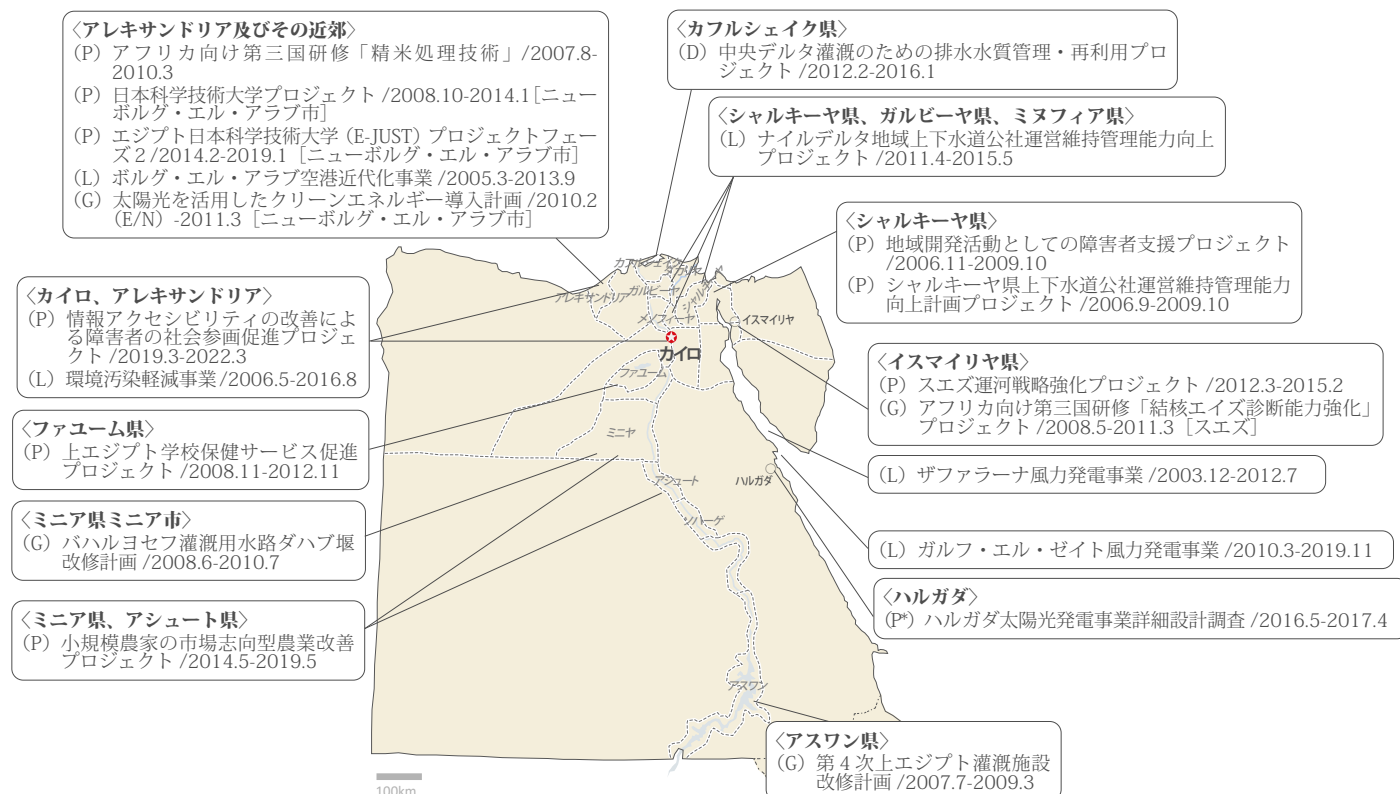 〈アレキサンドリア及びその近郊〉
(P) アフリカ向け第三国研修「精米処理技術」/2007.8-
2010.3
(P) 日本科学技術大学プロジェクト /2008.10-2014.1［ニュー
ボルグ・エル・アラブ市］
(P) エジプト日本科学技術大学（E-JUST）プロジェクトフェー
ズ 2 /2014.2-2019.1［ニューボルグ・エル・アラブ市］
(L) ボルグ・エル・アラブ空港近代化事業 /2005.3-2013.9
(G) 太陽光を活用したクリーンエネルギー導入計画 /2010.2
（E/N）-2011.3［ニューボルグ・エル・アラブ市］
〈カフルシェイク県〉
(D) 中央デルタ灌漑のための排水水質管理・再利用プロ
ジェクト /2012.2-2016.1
〈シャルキーヤ県、ガルビーヤ県、ミヌフィア県〉
(L) ナイルデルタ地域上下水道公社運営維持管理能力向上
プロジェクト /2011.4-2015.5
〈シャルキーヤ県〉
(P) 地域開発活動としての障害者支援プロジェクト
/2006.11-2009.10
(P) シャルキーヤ県上下水道公社運営維持管理能力
向上計画プロジェクト /2006.9-2009.10
〈カイロ、アレキサンドリア〉
(P) 情報アクセシビリティの改善によ
る障害者の社会参画促進プロジェ
クト /2019.3-2022.3
(L) 環境汚染軽減事業 /2006.5-2016.8
〈イスマイリヤ県〉
(P) スエズ運河戦略強化プロジェクト /2012.3-2015.2
(G) アフリカ向け第三国研修「結核エイズ診断能力強化」
プロジェクト /2008.5-2011.3［スエズ］
〈ファユーム県〉
(P) 上エジプト学校保健サービス促進
プロジェクト /2008.11-2012.11
(L) ザファラーナ風力発電事業 /2003.12-2012.7
〈ミニア県ミニア市〉
(G) バハルヨセフ灌漑用水路ダハブ堰
改修計画 /2008.6-2010.7
(L) ガルフ・エル・ゼイト風力発電事業 /2010.3-2019.11
〈ハルガダ〉
(P*) ハルガダ太陽光発電事業詳細設計調査 /2016.5-2017.4
〈ミニア県、アシュート県〉
(P) 小規模農家の市場志向型農業改善
プロジェクト /2014.5-2019.5
〈アスワン県〉
(G) 第 4 次上エジプト灌漑施設
改修計画 /2007.7-2009.3
カフルシェイク
アレキサンドリア
ガルビーヤ
メノフィーヤ
イスマイリヤ
カイロ
ファユーム
ミニヤ
アシュート
ハルガダ
ソハーゲ
アスワン
100km